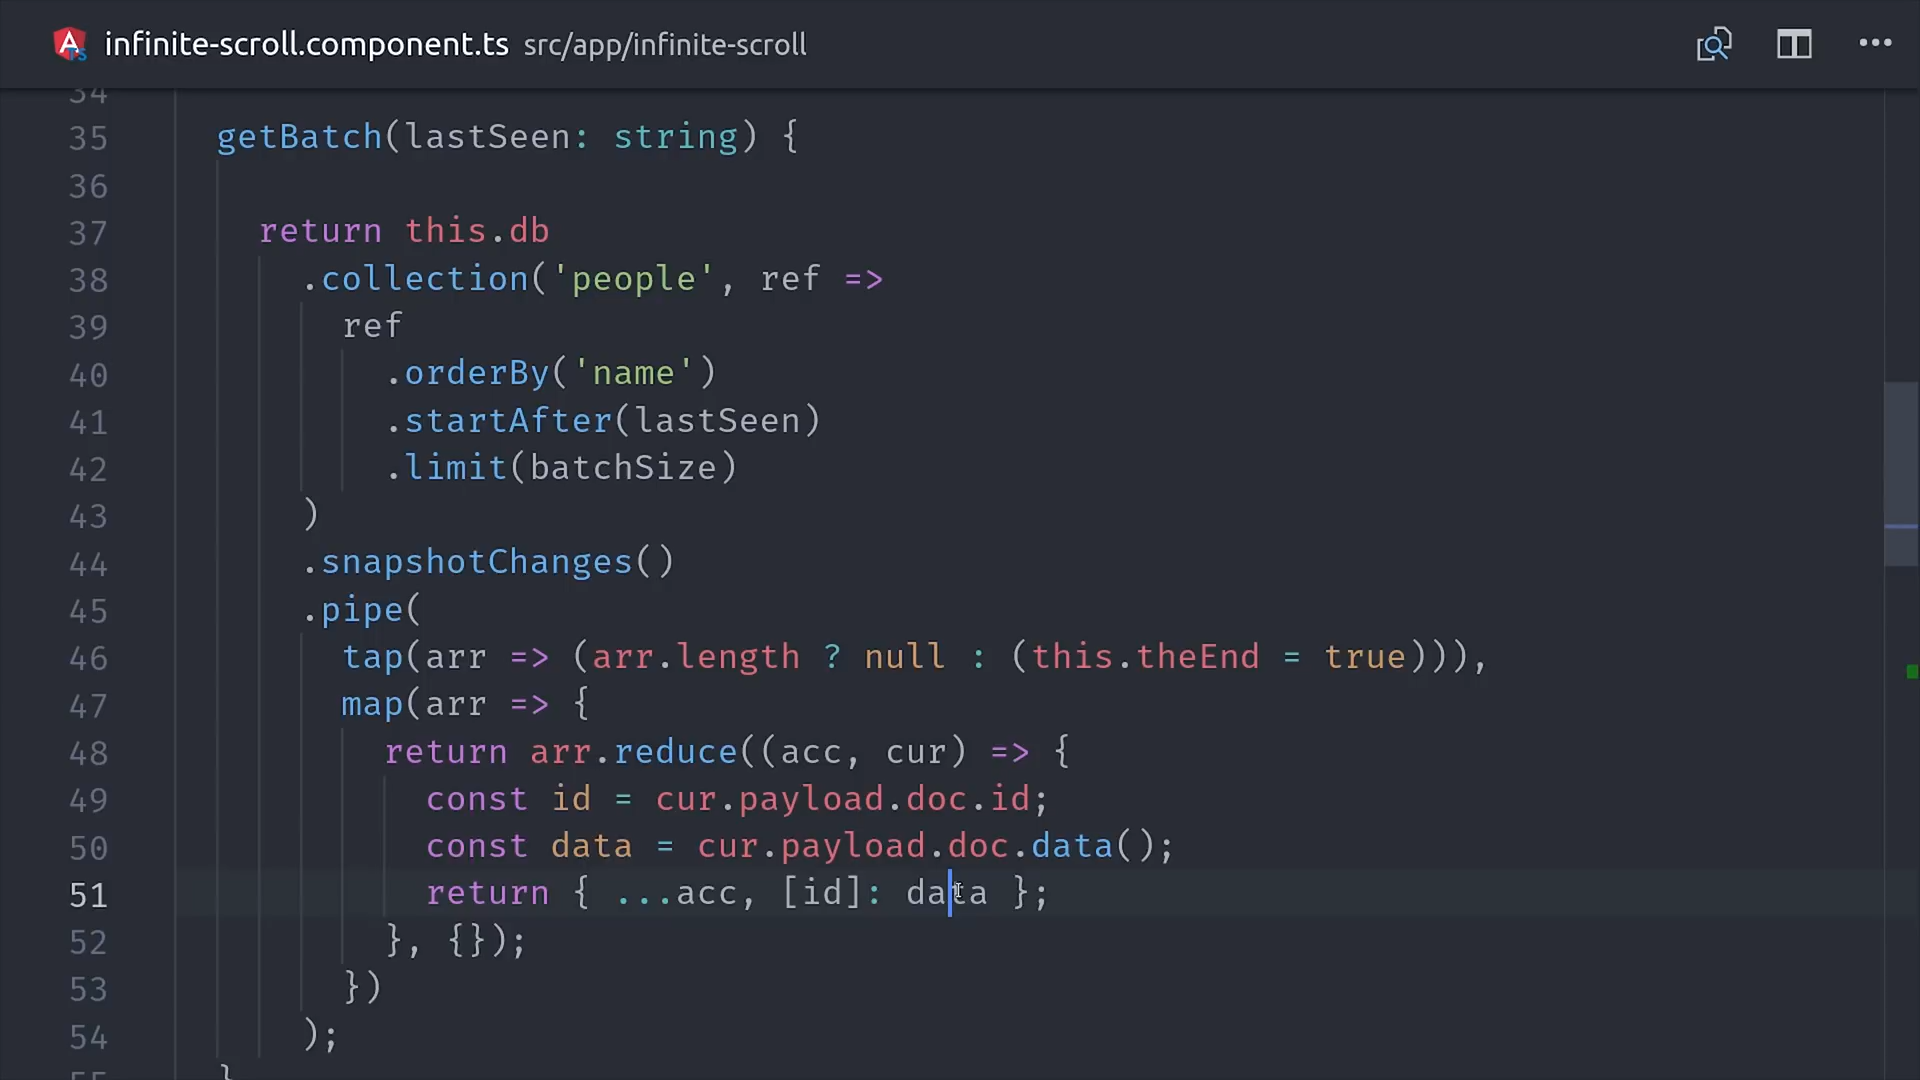 infinite-scroll.component.ts src/app/infinite-scroll
34
35 getBatch(lastSeen: string) {
36
37 return this.db
38 .collection('people', ref =>
39 ref
40 .orderBy('name')
41 .startAfter(lastSeen)
42 .limit(batchSize)
43 )
44 .snapshotChanges()
45 .pipe(
46 tap(arr => (arr.length ? null : (this.theEnd = true))),
47 map(arr => {
48 return arr.reduce((acc, cur) => {
49 const id = cur.payload.doc.id;
50 const data = cur.payload.doc.data();
51 return { ...acc, [id]: data };
52 }, {});
53 })
54 );
55 }